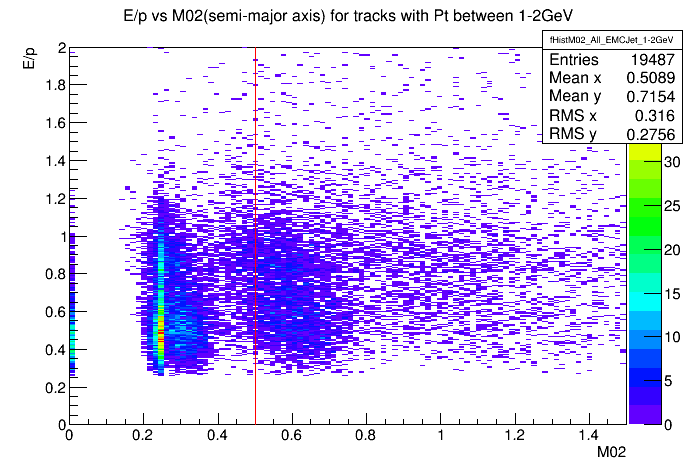 E/p vs M02(semi-major axis) for tracks with Pt between 1-2GeV
fHistM02_All_EMCJet_1-2GeV
Entries 19487
Mean x 0.5089
Mean y 0.7154
RMS x 0.316
RMS y 0.2756
E/p
2
1.8
1.6
1.4
1.2
1
0.8
0.6
0.4
0.2
0
30
25
20
15
10
5
0
0 0.2 0.4 0.6 0.8 1 1.2 1.4
M02